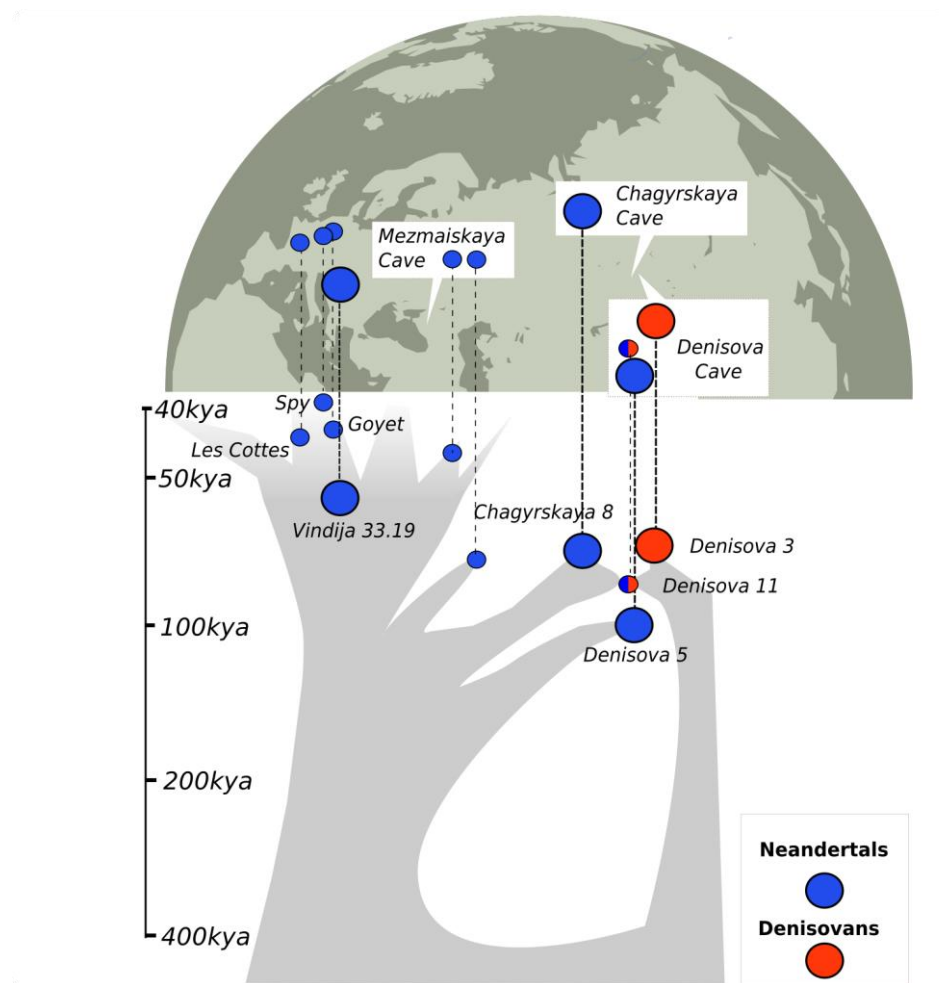 Chagyrskaya
Cave
Mezmaiskaya
Cave
Denisova
Cave
40kya
Spy
Goyet
Les Cottes
50kya
Chagyrskaya 8
Vindija 33.19
Denisova 3
Denisova 11
100kya
Denisova 5
200kya
Neandertals
Denisovans
400kya